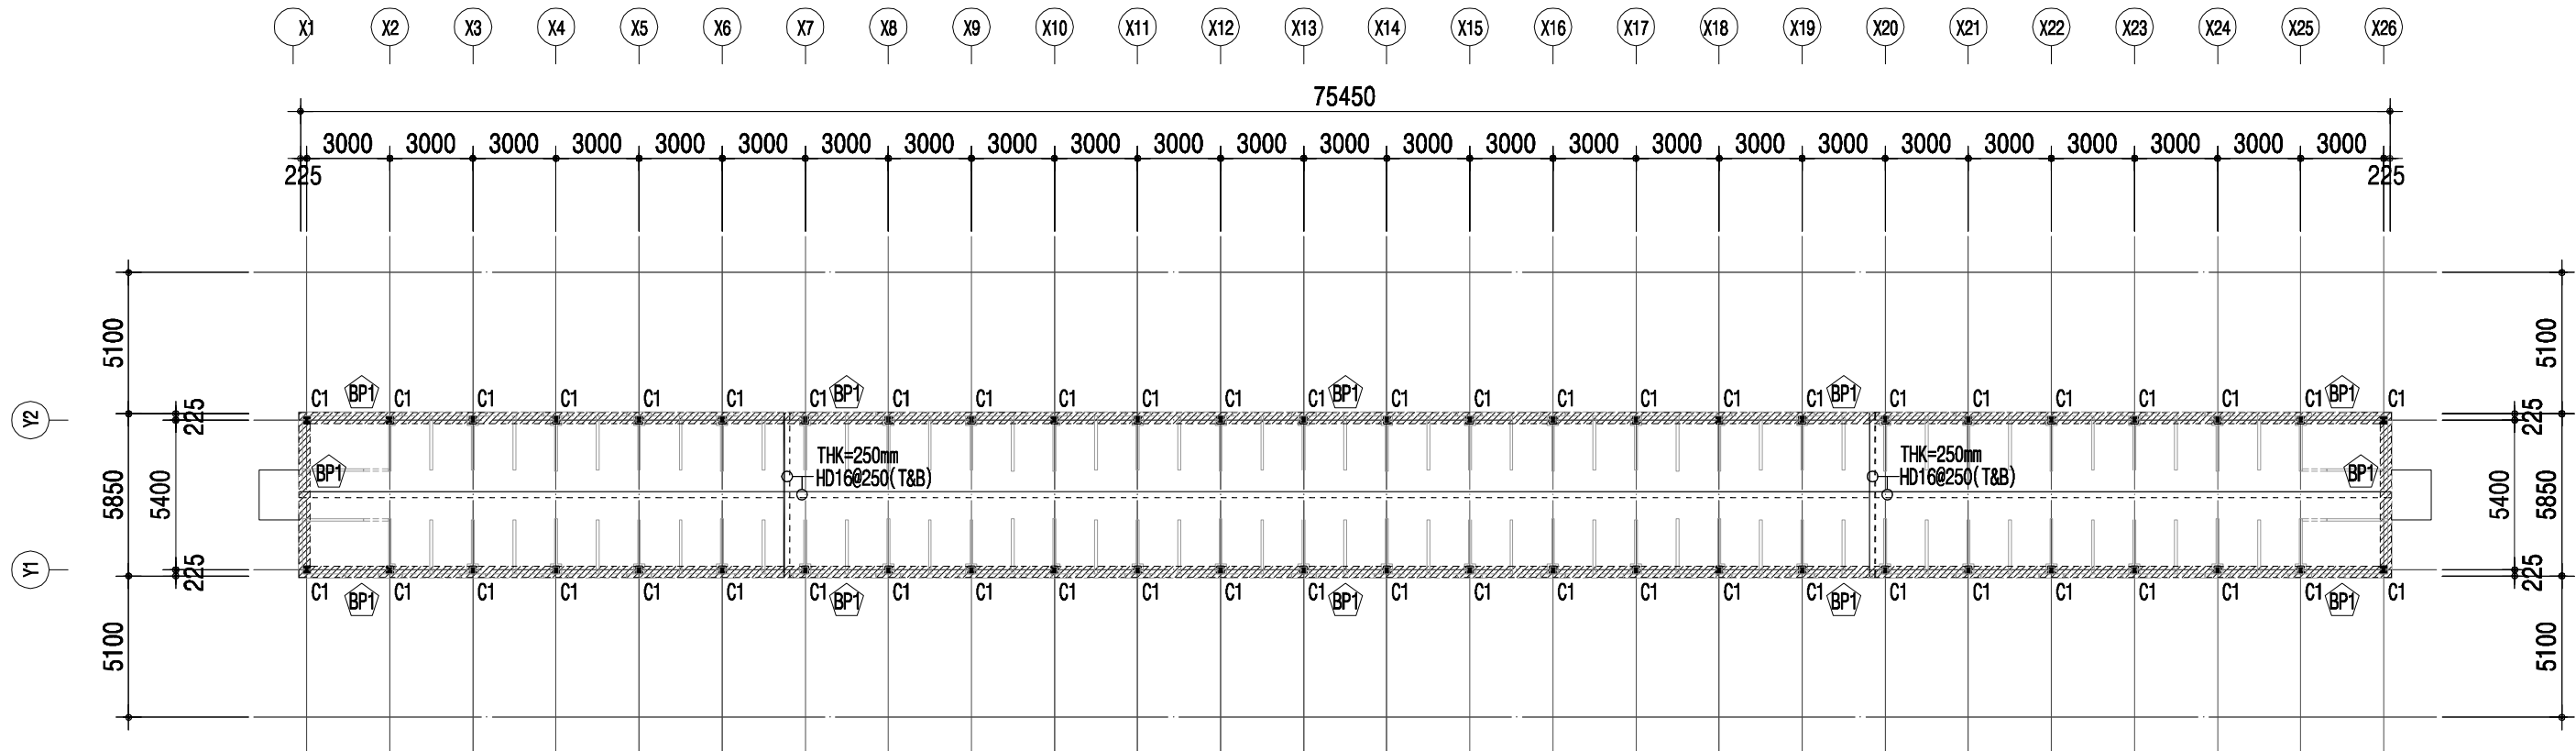 X1 X2 X3 X4 X5 X6 X7 X8 X9 X10 X11 X12 X13 X14 X15 X16 X17 X18 X19 X20 X21 X22 X23 X24 X25 X26
75450
3000 3000 3000 3000 3000 3000 3000 3000 3000 3000 3000 3000 3000 3000 3000 3000 3000 3000 3000 3000 3000 3000 3000 3000 3000
225 225
5100 5100
C1 BP1 C1 C1 C1 C1 C1 C1 BP1 C1 C1 C1 C1 C1 C1 BP1 C1 C1 C1 C1 C1 C1 BP1 C1 C1 C1 C1 C1 C1 BP1 C1
Y2 225 225
THK=250mm THK=250mm
BP1 HD16@250(T&B) HD16@250(T&B) BP1
5850 5400 5400 5850
Y1 225 225
C1 BP1 C1 C1 C1 C1 C1 C1 BP1 C1 C1 C1 C1 C1 C1 BP1 C1 C1 C1 C1 C1 C1 BP1 C1 C1 C1 C1 C1 C1 BP1 C1
5100 5100